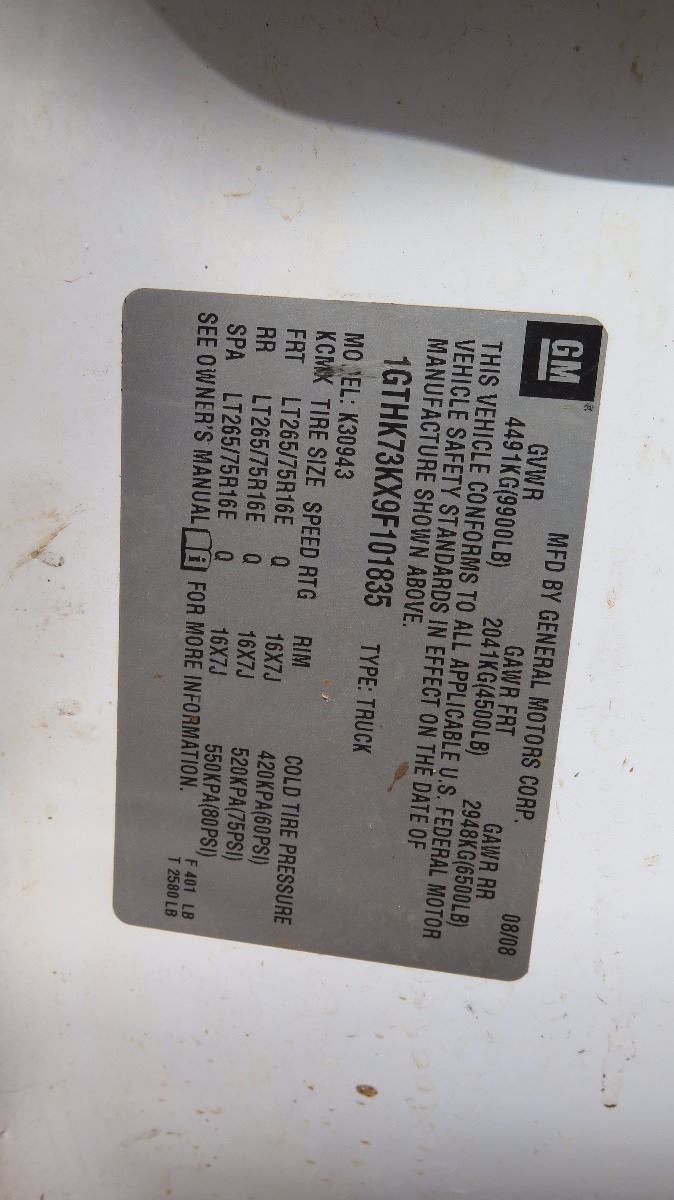 GM
MFD BY GENERAL MOTORS CORP.
08/08
GVWR GAWR FRT GAWR RR
4491KG(9900LB) 2041KG(4500LB) 2948KG(6500LB)
THIS VEHICLE CONFORMS TO ALL APPLICABLE U.S. FEDERAL MOTOR
VEHICLE SAFETY STANDARDS IN EFFECT ON THE DATE OF
MANUFACTURE SHOWN ABOVE.
1GTHK73KX9F101835 TYPE: TRUCK
MODEL: K30943
KCMX TIRE SIZE SPEED RTG RIM COLD TIRE PRESSURE
FRT LT265/75R16E Q 16X7J 420KPA(60PSI)
RR LT265/75R16E Q 16X7J 520KPA(75PSI)
SPA LT265/75R16E Q 16X7J 550KPA(80PSI)
SEE OWNER'S MANUAL FOR MORE INFORMATION.
F 401 LB
T 2580 LB